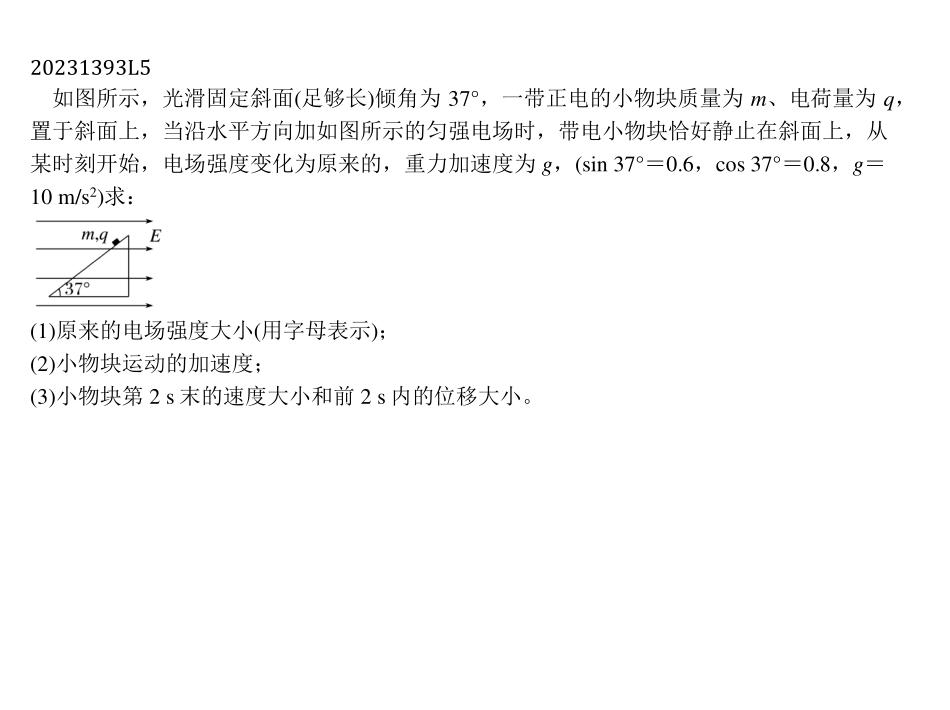 20231393L5
如图所示，光滑固定斜面(足够长)倾角为 37°，一带正电的小物块质量为 m、电荷量为 q，
置于斜面上，当沿水平方向加如图所示的匀强电场时，带电小物块恰好静止在斜面上，从
某时刻开始，电场强度变化为原来的，重力加速度为 g，(sin 37°＝0.6，cos 37°＝0.8，g＝
10 m/s²)求：
m,q E
37°
(1)原来的电场强度大小(用字母表示)；
(2)小物块运动的加速度；
(3)小物块第 2 s 末的速度大小和前 2 s 内的位移大小。